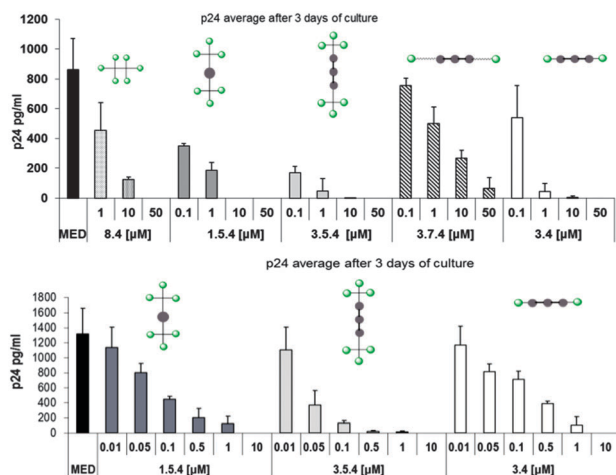 p24 average after 3 days of culture
p24 pg/ml
1200
1000
800
600
400
200
0
1 10 50 0.1 1 10 50 0.1 1 10 50 0.1 1 10 50 0.1 1 10 50
MED 8.4 [µM] 1.5.4 [µM] 3.5.4 [µM] 3.7.4 [µM] 3.4 [µM]
p24 average after 3 days of culture
p24 pg/ml
1800
1600
1400
1200
1000
800
600
400
200
0
0.01 0.05 0.1 0.5 1 10 0.01 0.05 0.1 0.5 1 10 0.01 0.05 0.1 0.5 1 10
MED 1.5.4 [µM] 3.5.4 [µM] 3.4 [µM]